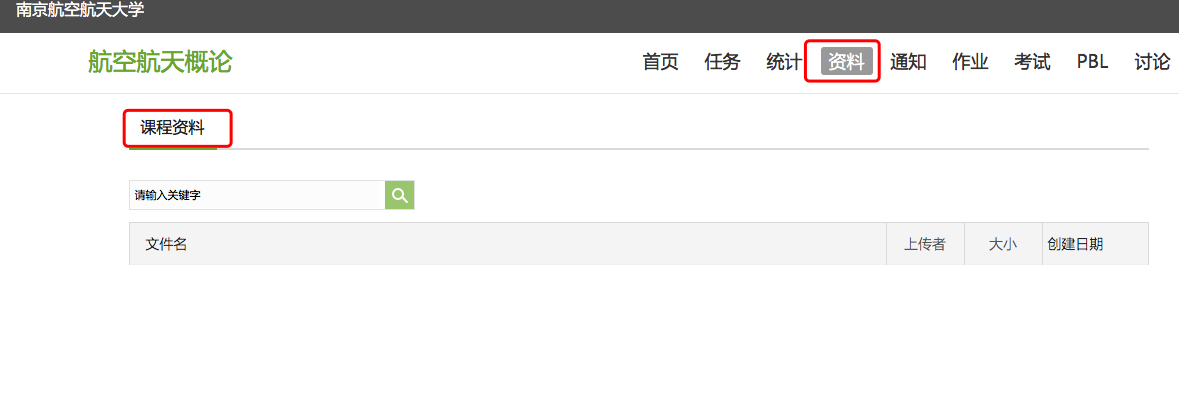 南京航空航天大学
航空航天概论 首页 任务 统计 资料 通知 作业 考试 PBL 讨论
课程资料
请输入关键字
文件名 上传者 大小 创建日期